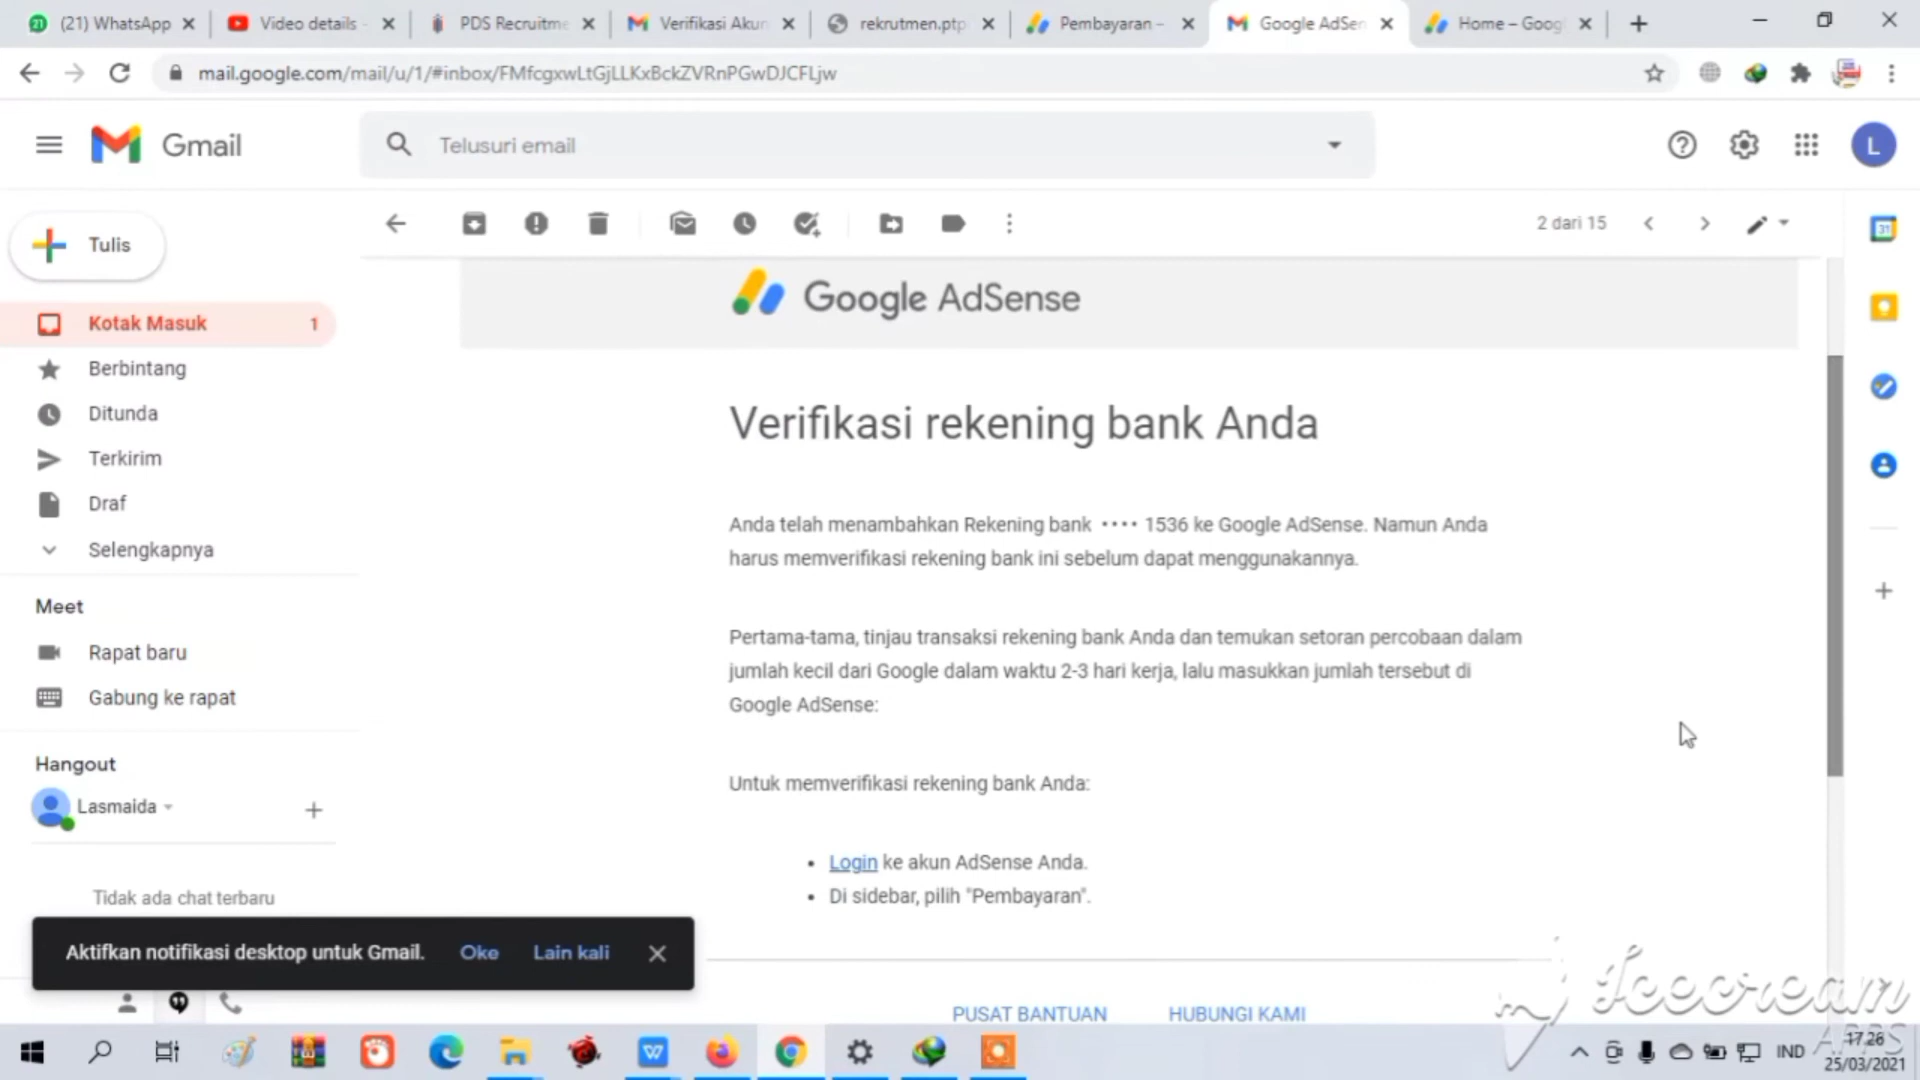 (21) WhatsApp
Video details -
PDS Recruitme
Verifikasi Akun
rekrutmen.ptp
Pembayaran –
Google AdSen
Home – Goog
mail.google.com/mail/u/1/#inbox/FMfcgxwLtGjLLKxBckZVRnPGwDJCFLjw
Gmail
Telusuri email
L
Tulis
2 dari 15
Kotak Masuk 1
Berbintang
Ditunda
Terkirim
Draf
Selengkapnya
Meet
Rapat baru
Gabung ke rapat
Hangout
Lasmaida
Tidak ada chat terbaru
Google AdSense
Verifikasi rekening bank Anda
Anda telah menambahkan Rekening bank •••• 1536 ke Google AdSense. Namun Anda
harus memverifikasi rekening bank ini sebelum dapat menggunakannya.
Pertama-tama, tinjau transaksi rekening bank Anda dan temukan setoran percobaan dalam
jumlah kecil dari Google dalam waktu 2-3 hari kerja, lalu masukkan jumlah tersebut di
Google AdSense:
Untuk memverifikasi rekening bank Anda:
• Login ke akun AdSense Anda.
• Di sidebar, pilih "Pembayaran".
Aktifkan notifikasi desktop untuk Gmail. Oke Lain kali
PUSAT BANTUAN HUBUNGI KAMI
Icecream
APPS
IND
17.26
25/03/2021